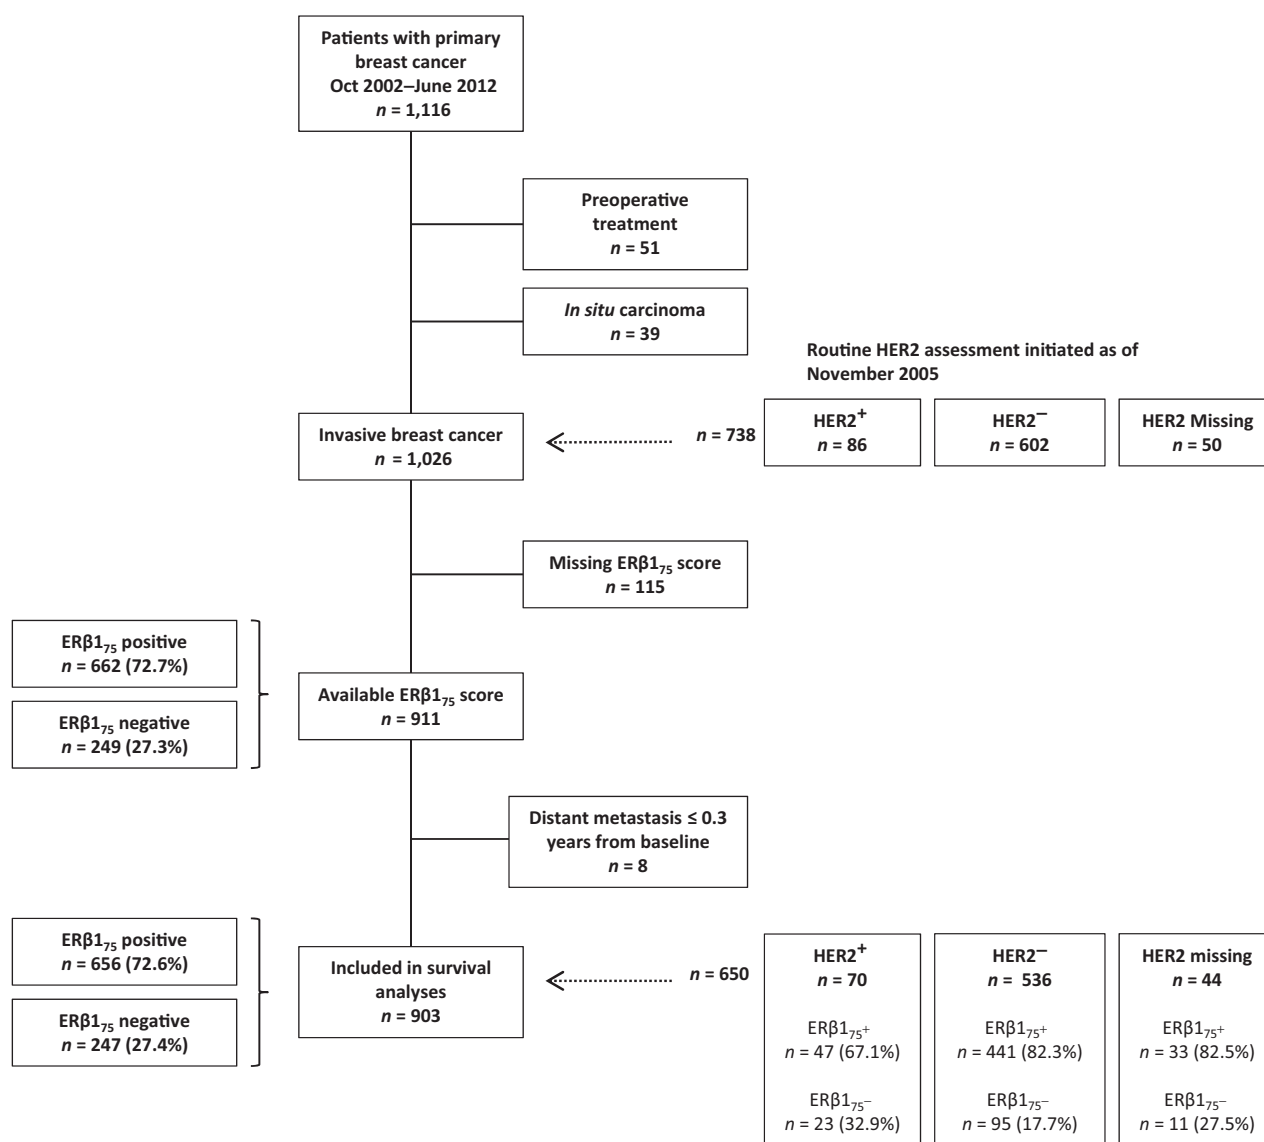 Patients with primary
breast cancer
Oct 2002–June 2012
n = 1,116
Preoperative
treatment
n = 51
In situ carcinoma
n = 39
Routine HER2 assessment initiated as of
November 2005
Invasive breast cancer
n = 1,026
n = 738
HER2⁺
n = 86
HER2⁻
n = 602
HER2 Missing
n = 50
Missing ERβ1₇₅ score
n = 115
ERβ1₇₅ positive
n = 662 (72.7%)
ERβ1₇₅ negative
n = 249 (27.3%)
Available ERβ1₇₅ score
n = 911
Distant metastasis ≤ 0.3
years from baseline
n = 8
ERβ1₇₅ positive
n = 656 (72.6%)
ERβ1₇₅ negative
n = 247 (27.4%)
Included in survival
analyses
n = 903
n = 650
HER2⁺
n = 70
ERβ1₇₅⁺
n = 47 (67.1%)
ERβ1₇₅₋
n = 23 (32.9%)
HER2⁻
n = 536
ERβ1₇₅⁺
n = 441 (82.3%)
ERβ1₇₅₋
n = 95 (17.7%)
HER2 missing
n = 44
ERβ1₇₅⁺
n = 33 (82.5%)
ERβ1₇₅₋
n = 11 (27.5%)